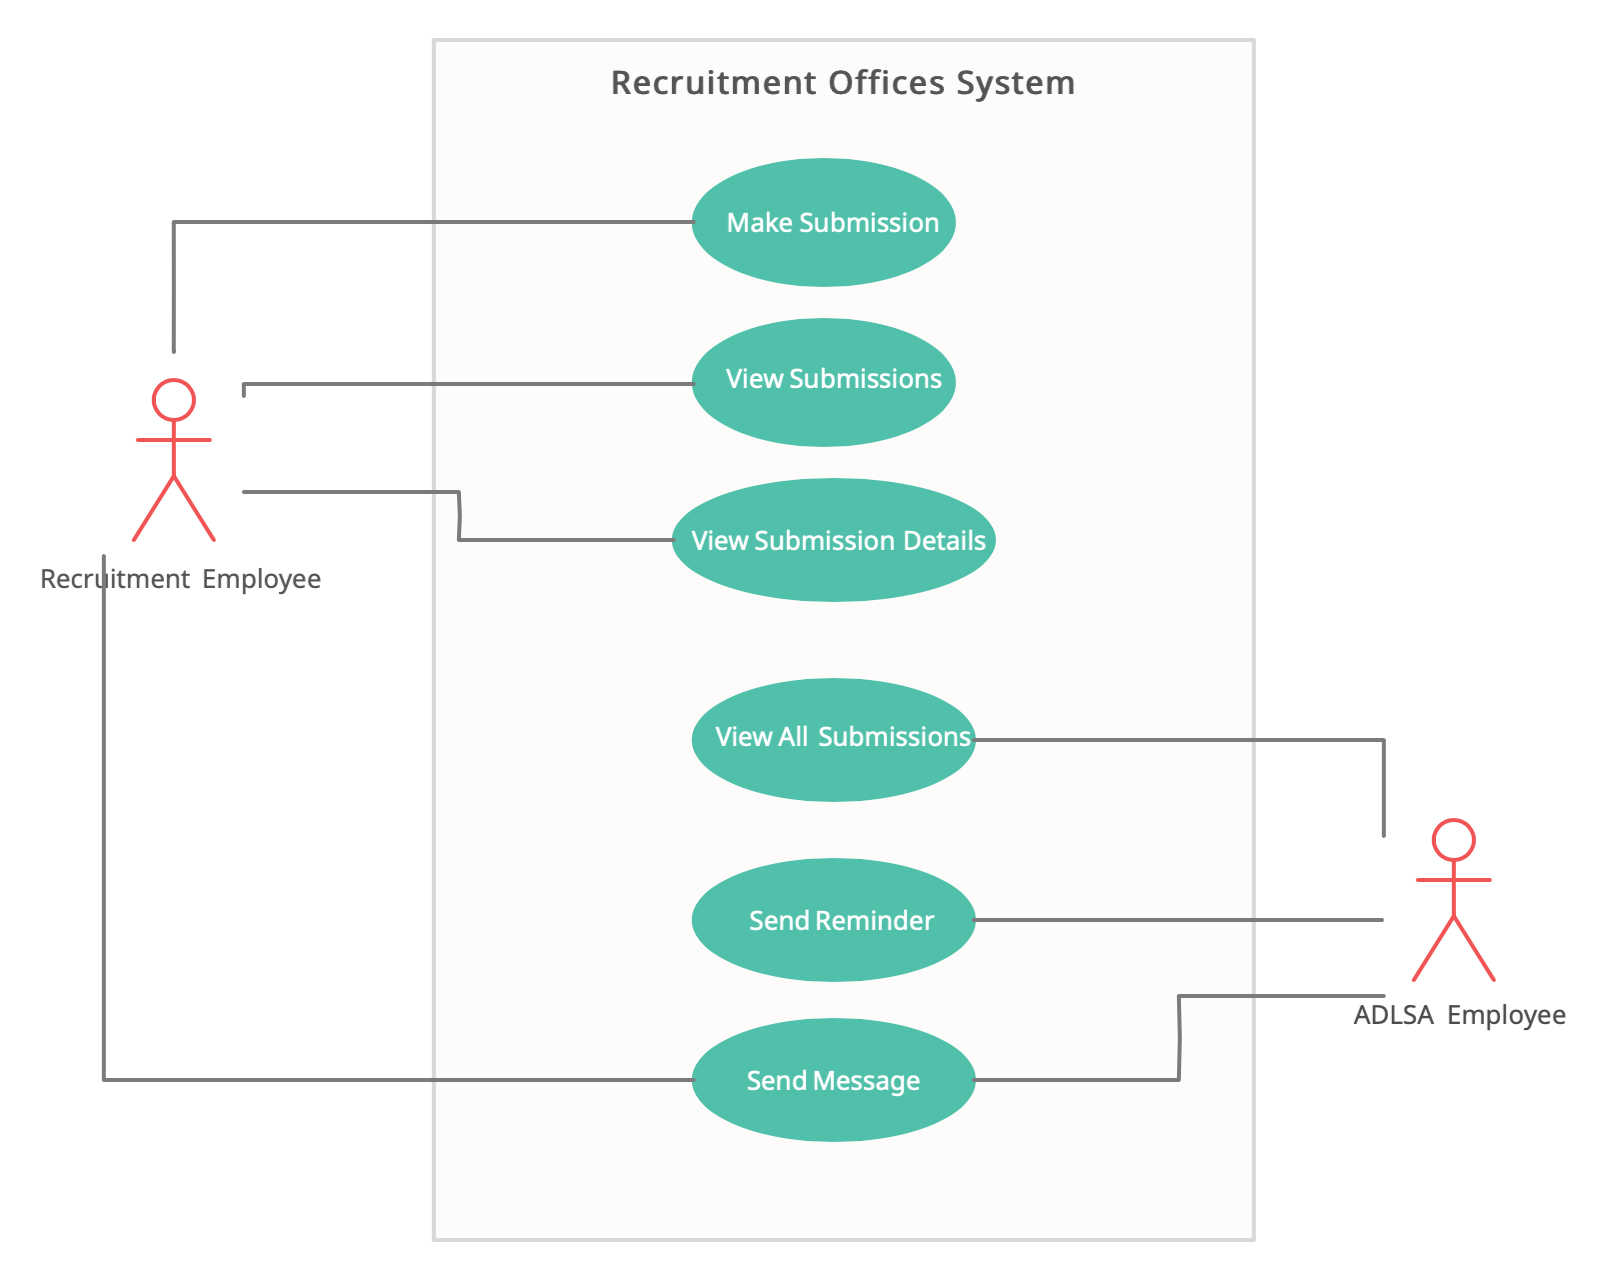 Recruitment Offices System
Make Submission
View Submissions
View Submission Details
Recruitment Employee
View All Submissions
Send Reminder
ADLSA Employee
Send Message